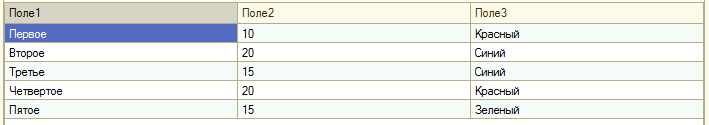 Поле1 Поле2 Поле3
Первое 10 Красный
Второе 20 Синий
Третье 15 Синий
Четвертое 20 Красный
Пятое 15 Зеленый